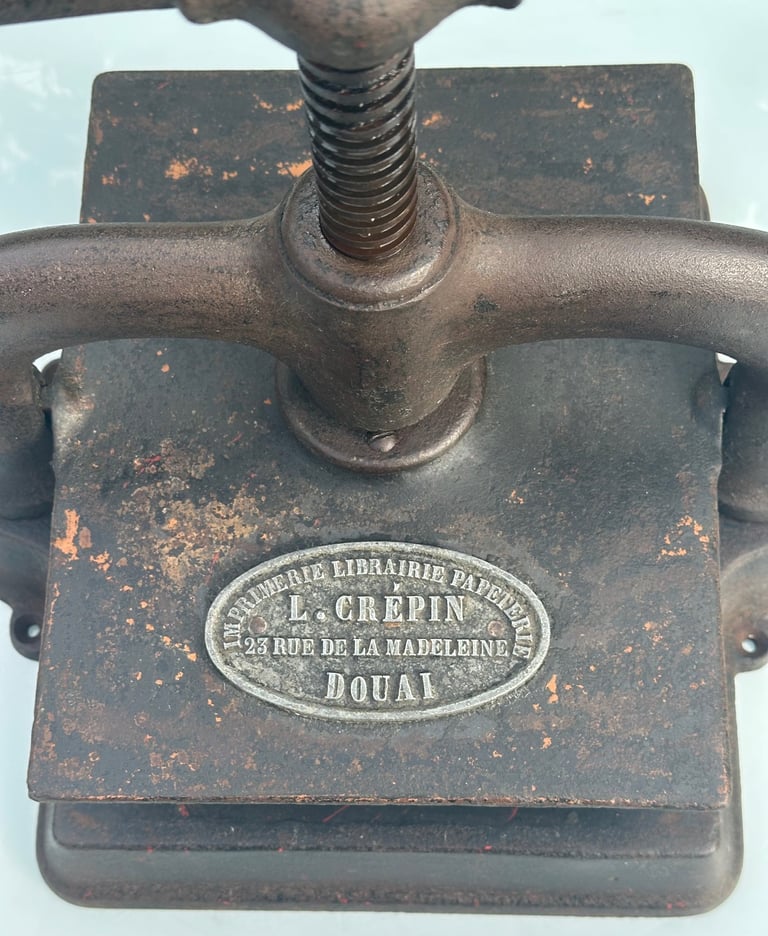 IMPRIMERIE LIBRAIRIE PAPETERIE
L. CRÉPIN
23 RUE DE LA MADELEINE
DOUAI